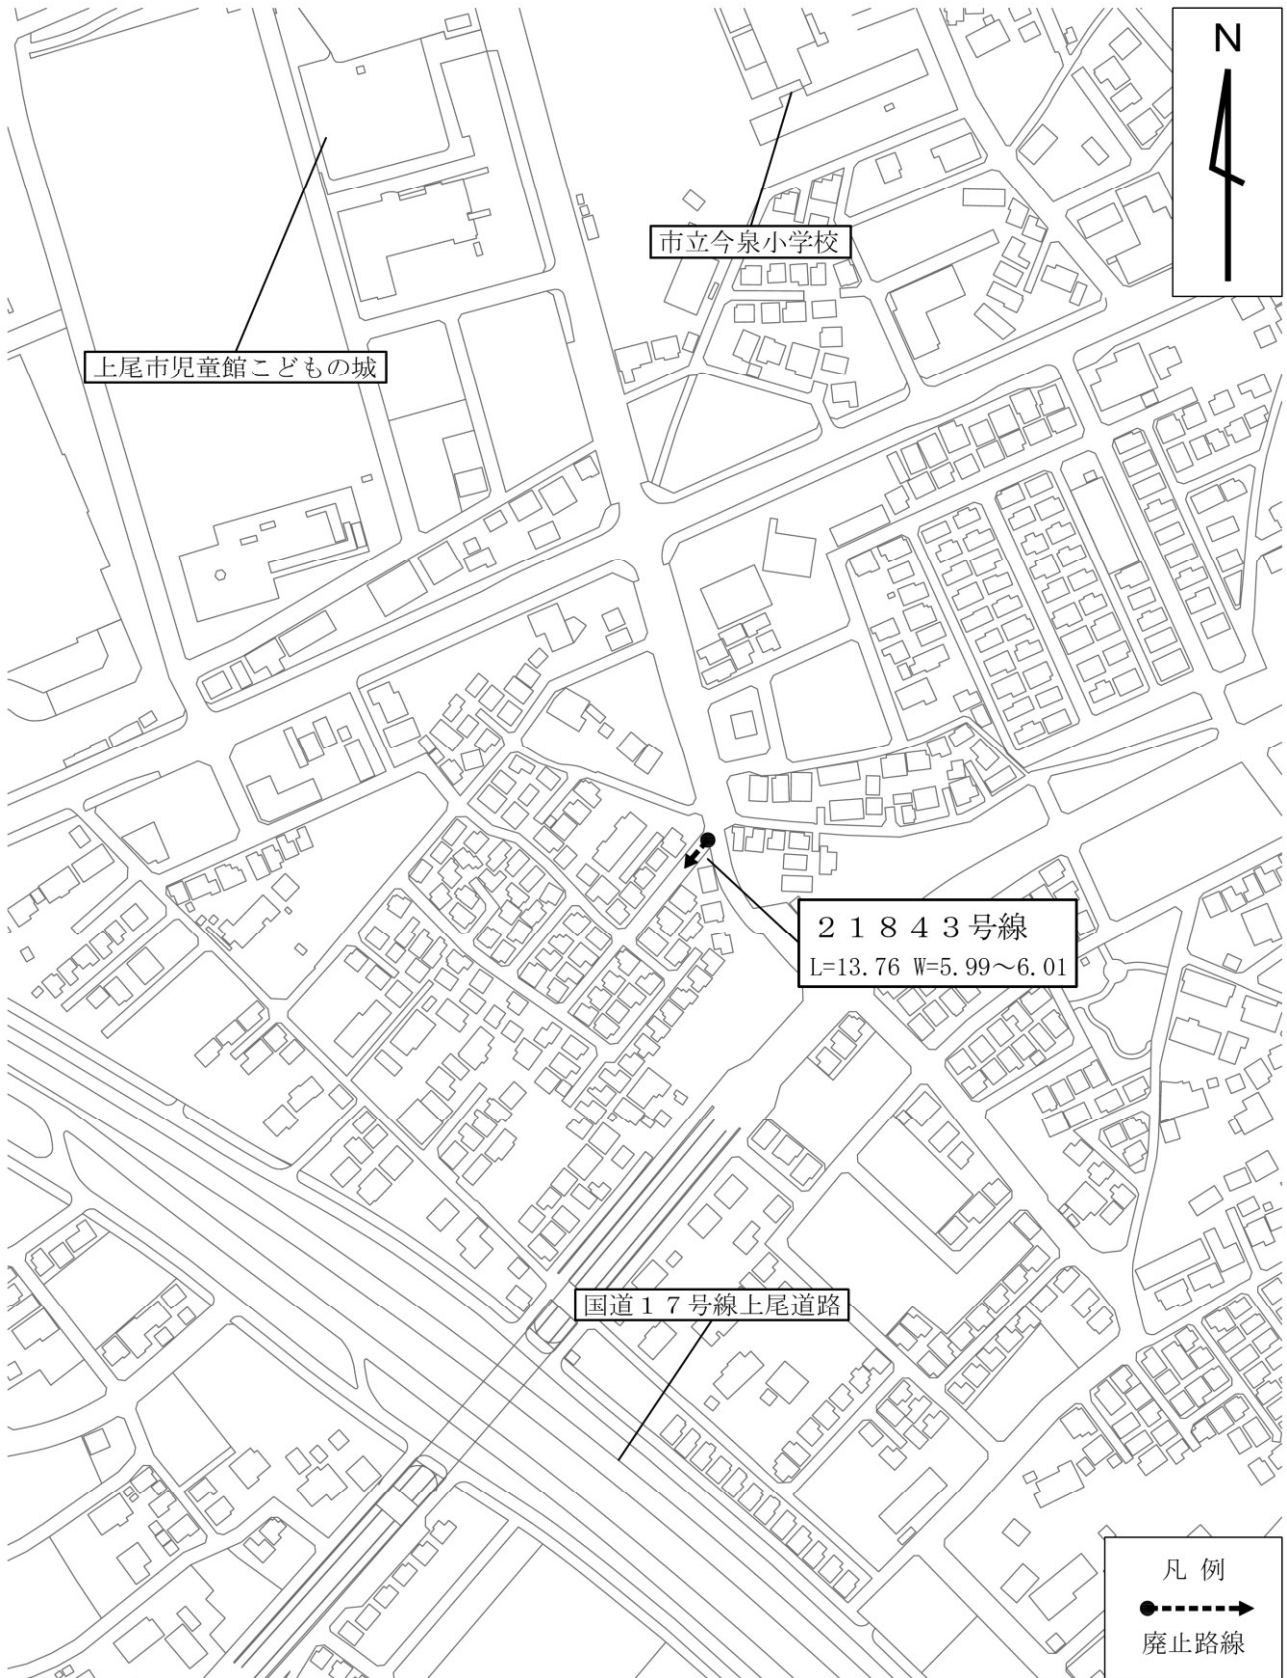 N
市立今泉小学校
上尾市児童館こどもの城
２１８４３号線
L=13.76 W=5.99～6.01
国道１７号線上尾道路
凡 例
廃止路線